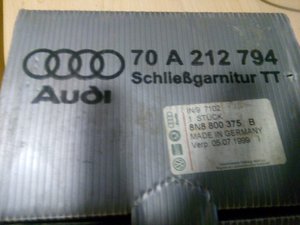 70 A 212 794
Schließgarnitur TT
Audi
1 STÜCK
8N8 800 375 B
MADE IN GERMANY
Verp. 05.07.1999